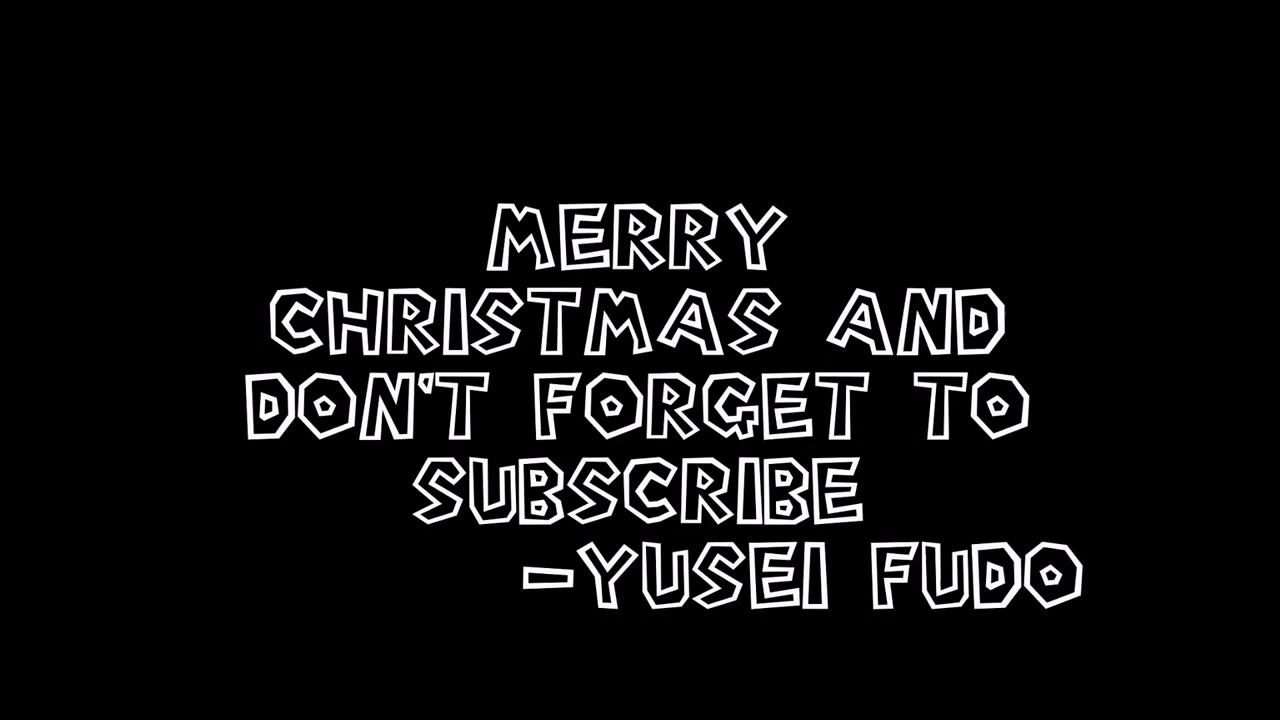 MERRY
CHRISTMAS AND
DON'T FORGET TO
SUBSCRIBE
-YUSEI FUDO